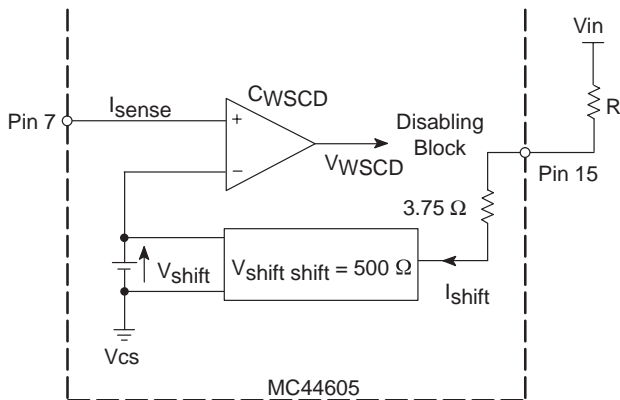 Vin
CWSCD
Isense
R
Pin 7
+
Disabling
Block
−
VWSCD
Pin 15
3.75 Ω
Vshift
Vshift shift = 500 Ω
Ishift
Vcs
MC44605